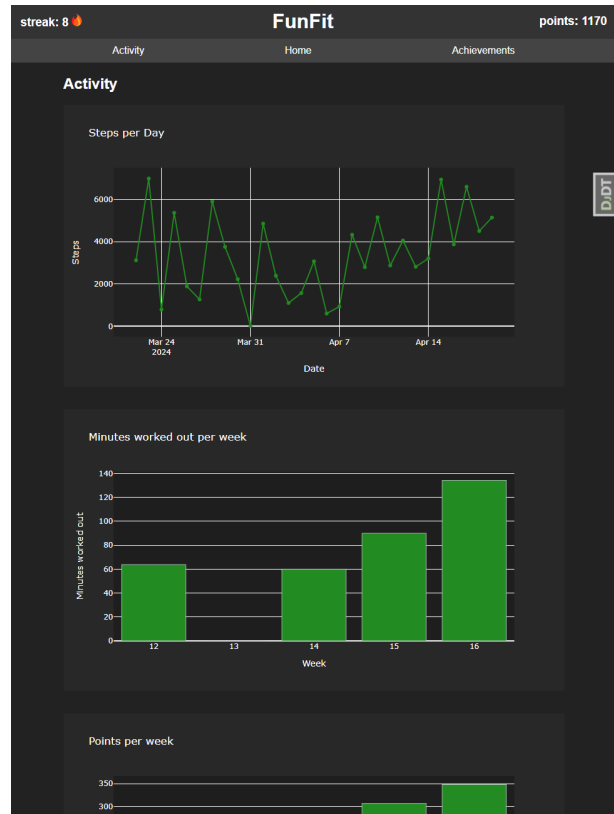 streak: 8🔥 FunFit points: 1170
Activity Home Achievements
Activity
Steps per Day
6000
4000
2000
0
Steps
Mar 24 Mar 31 Apr 7 Apr 14
2024
Date
DJDT
Minutes worked out per week
140
120
100
80
60
40
20
0
Minutes worked out
12 13 14 15 16
Week
Points per week
350
300